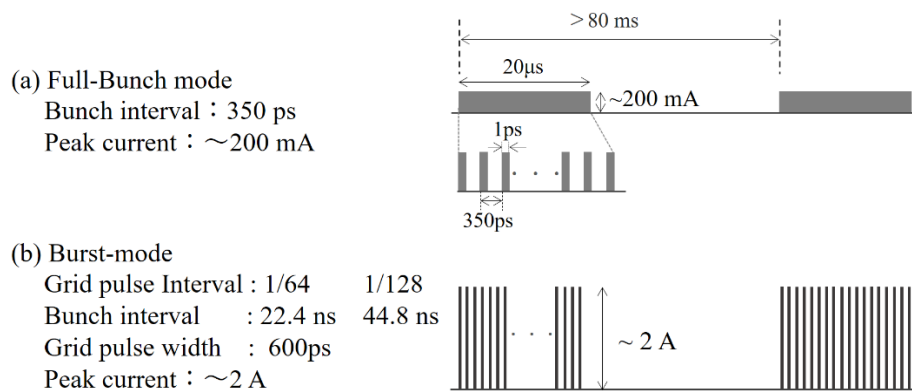 > 80 ms
(a) Full-Bunch mode
20μs
Bunch interval：350 ps
~200 mA
Peak current：～200 mA
1ps
350ps
(b) Burst-mode
Grid pulse Interval : 1/64 1/128
Bunch interval : 22.4 ns 44.8 ns
Grid pulse width : 600ps
~ 2 A
Peak current：～2 A